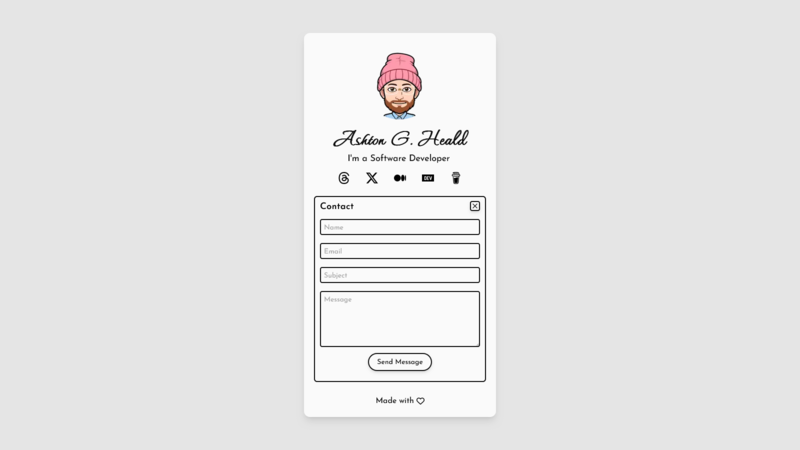 Ashton G. Heald
I'm a Software Developer
DEV
Contact
Name
Email
Subject
Message
Send Message
Made with